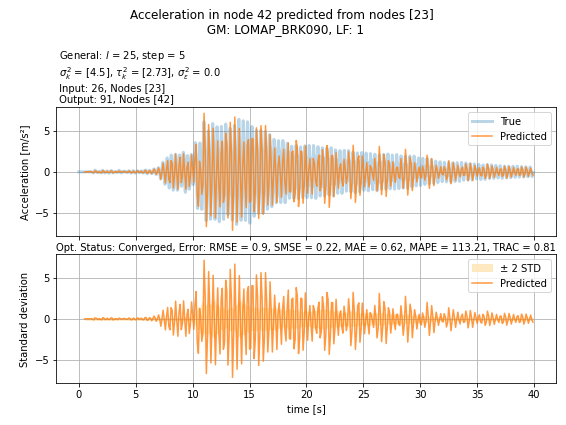 Acceleration in node 42 predicted from nodes [23]
GM: LOMAP_BRK090, LF: 1
General: l = 25, step = 5
σ²ₖ = [4.5], τ²ₖ = [2.73], σ²ε = 0.0
Input: 26, Nodes [23]
Output: 91, Nodes [42]
True
Predicted
5
0
−5
Acceleration [m/s²]
Opt. Status: Converged, Error: RMSE = 0.9, SMSE = 0.22, MAE = 0.62, MAPE = 113.21, TRAC = 0.81
± 2 STD
Predicted
5
0
−5
Standard deviation
0 5 10 15 20 25 30 35 40
time [s]